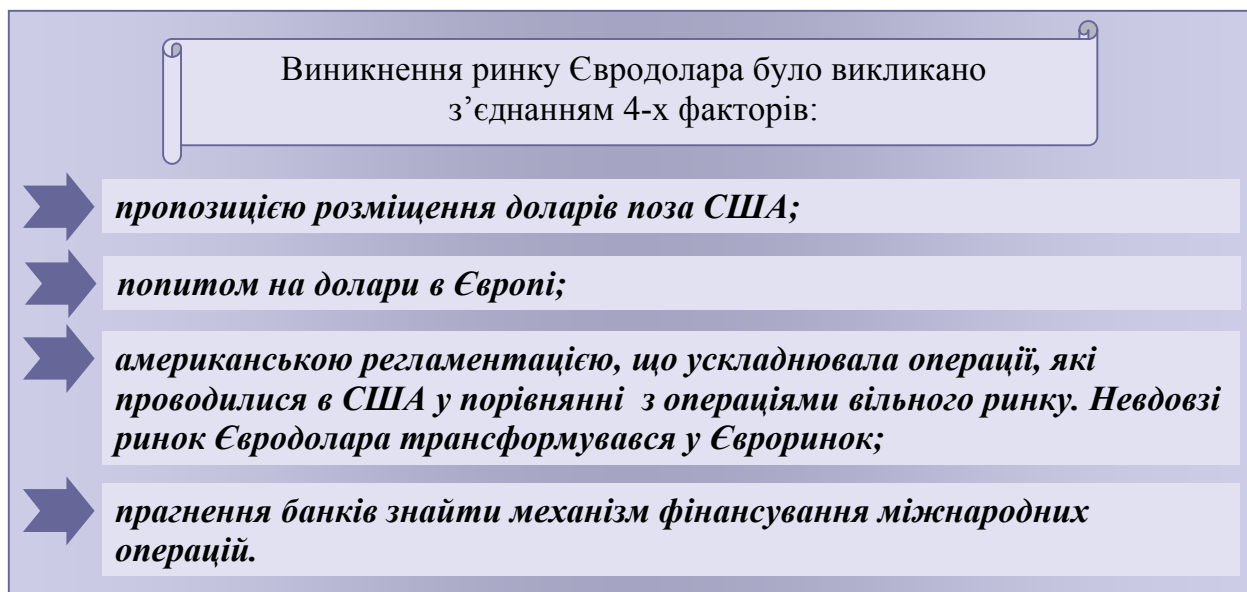 Виникнення ринку Євродолара було викликано
з’єднанням 4-х факторів:
пропозицією розміщення доларів поза США;
попитом на долари в Європі;
американською регламентацією, що ускладнювала операції, які
проводилися в США у порівнянні  з операціями вільного ринку. Невдовзі
ринок Євродолара трансформувався у Євроринок;
прагнення банків знайти механізм фінансування міжнародних
операцій.